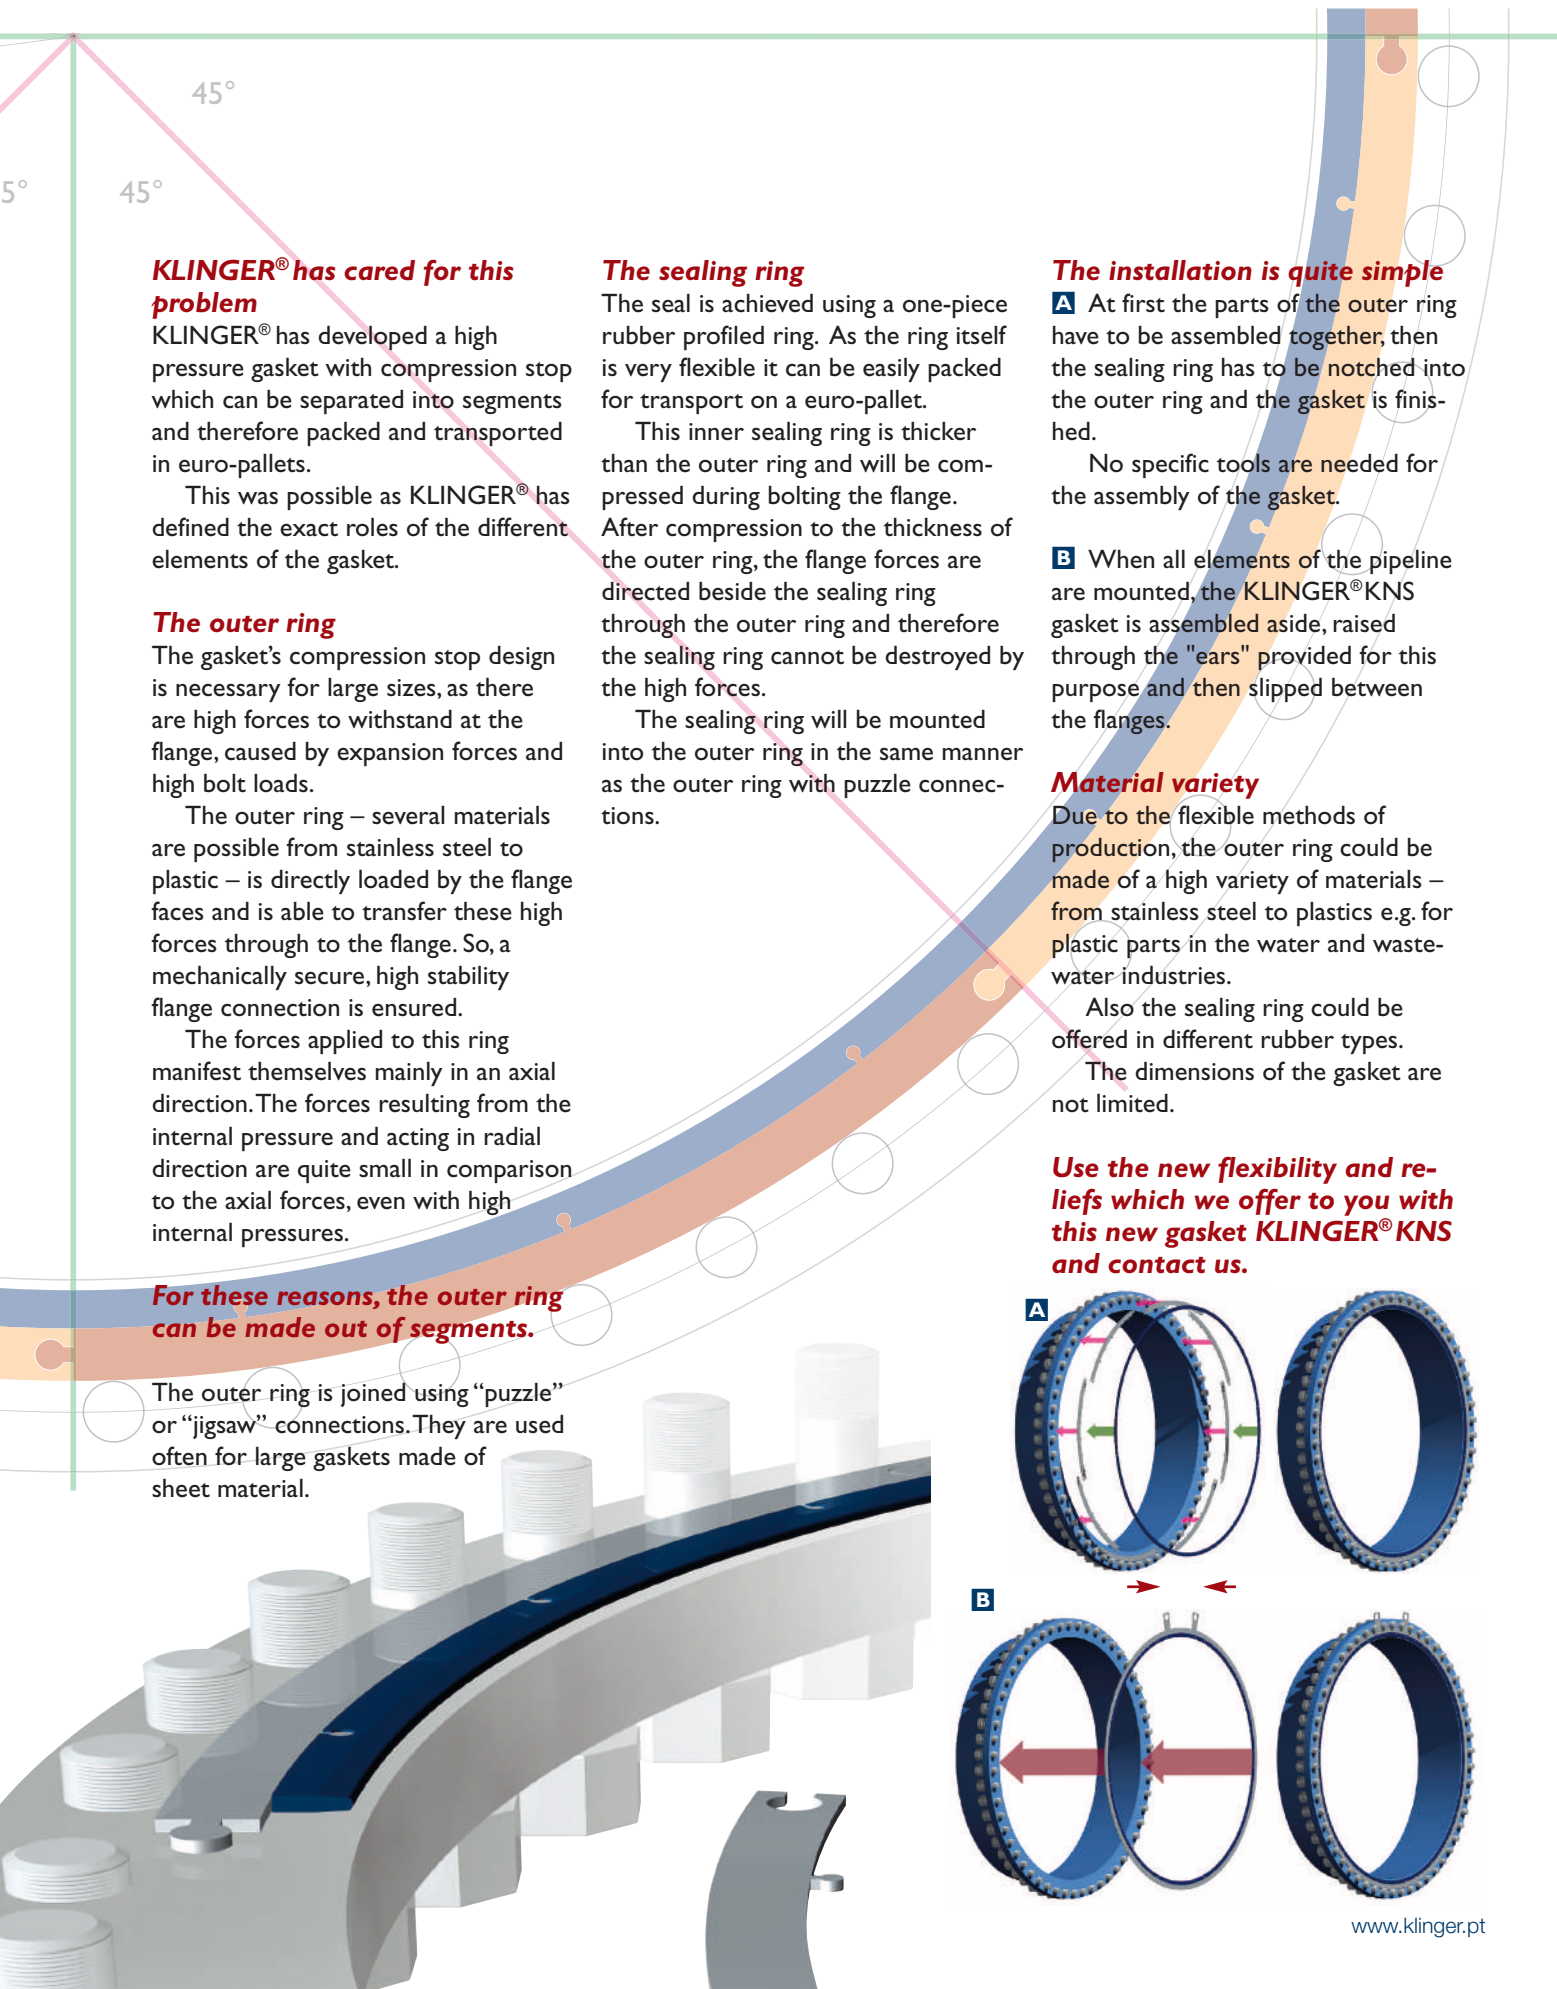 45°
5°
45°
KLINGER® has cared for this
problem
KLINGER® has developed a high
pressure gasket with compression stop
which can be separated into segments
and therefore packed and transported
in euro-pallets.
This was possible as KLINGER® has
defined the exact roles of the different
elements of the gasket.
The outer ring
The gasket’s compression stop design
is necessary for large sizes, as there
are high forces to withstand at the
flange, caused by expansion forces and
high bolt loads.
The outer ring – several materials
are possible from stainless steel to
plastic – is directly loaded by the flange
faces and is able to transfer these high
forces through to the flange. So, a
mechanically secure, high stability
flange connection is ensured.
The forces applied to this ring
manifest themselves mainly in an axial
direction. The forces resulting from the
internal pressure and acting in radial
direction are quite small in comparison
to the axial forces, even with high
internal pressures.
For these reasons, the outer ring
can be made out of segments.
The outer ring is joined using “puzzle”
or “jigsaw” connections. They are used
often for large gaskets made of
sheet material.
The sealing ring
The seal is achieved using a one-piece
rubber profiled ring. As the ring itself
is very flexible it can be easily packed
for transport on a euro-pallet.
This inner sealing ring is thicker
than the outer ring and will be com-
pressed during bolting the flange.
After compression to the thickness of
the outer ring, the flange forces are
directed beside the sealing ring
through the outer ring and therefore
the sealing ring cannot be destroyed by
the high forces.
The sealing ring will be mounted
into the outer ring in the same manner
as the outer ring with puzzle connec-
tions.
The installation is quite simple
A At first the parts of the outer ring
have to be assembled together, then
the sealing ring has to be notched into
the outer ring and the gasket is finis-
hed.
No specific tools are needed for
the assembly of the gasket.
B When all elements of the pipeline
are mounted, the KLINGER® KNS
gasket is assembled aside, raised
through the "ears" provided for this
purpose and then slipped between
the flanges.
Material variety
Due to the flexible methods of
production, the outer ring could be
made of a high variety of materials –
from stainless steel to plastics e.g. for
plastic parts in the water and waste-
water industries.
Also the sealing ring could be
offered in different rubber types.
The dimensions of the gasket are
not limited.
Use the new flexibility and re-
liefs which we offer to you with
this new gasket KLINGER® KNS
and contact us.
A
B
www.klinger.pt